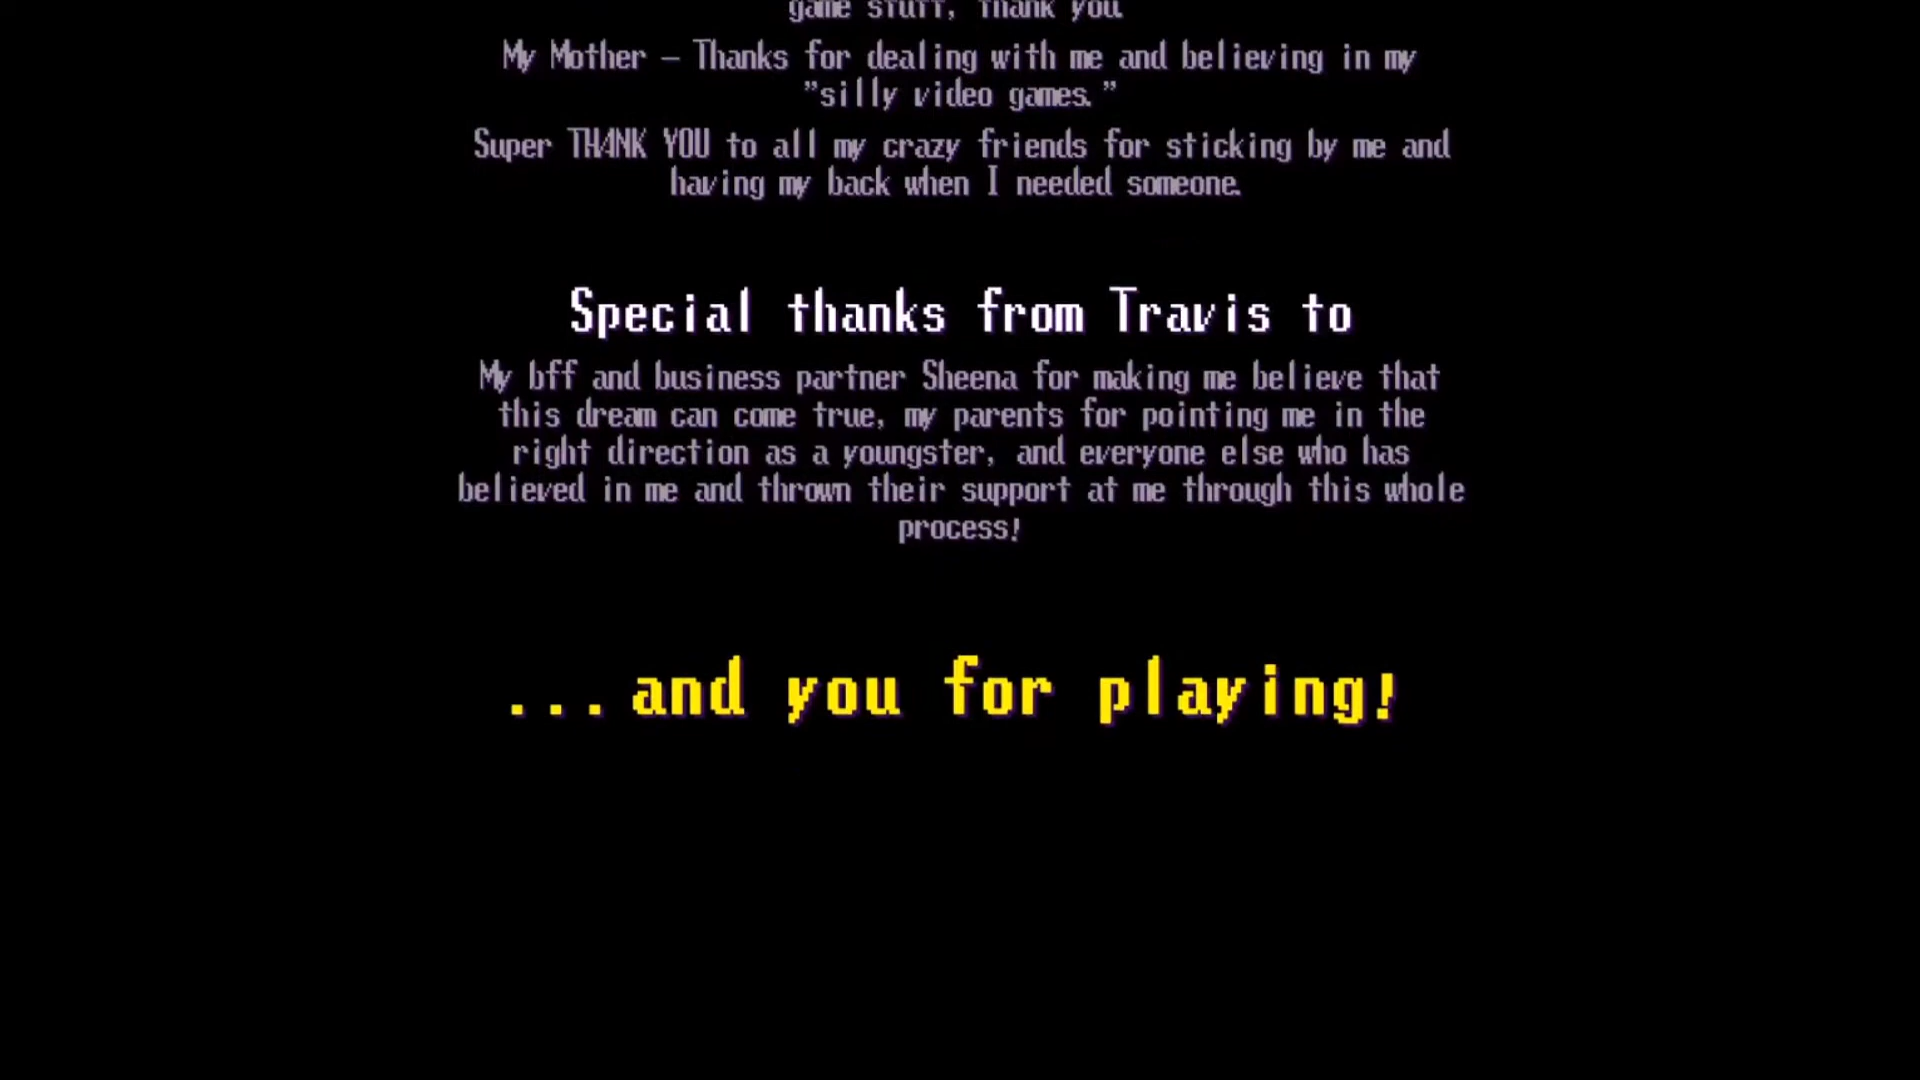 game stuff, thank you.
My Mother – Thanks for dealing with me and believing in my
"silly video games."
Super THANK YOU to all my crazy friends for sticking by me and
having my back when I needed someone.
Special thanks from Travis to
My bff and business partner Sheena for making me believe that
this dream can come true, my parents for pointing me in the
right direction as a youngster, and everyone else who has
believed in me and thrown their support at me through this whole
process!
...and you for playing!